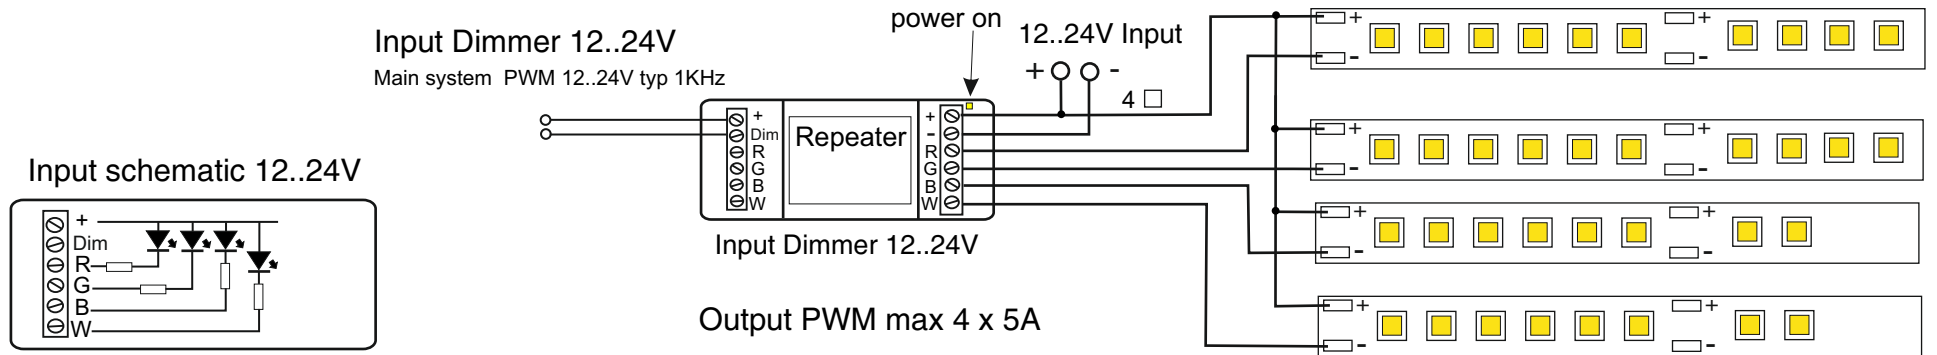 power on
12..24V Input
+ -
4
Input Dimmer 12..24V
Main system PWM 12..24V typ 1KHz
+
Dim
R
G
B
W
Repeater
+
-
R
G
B
W
Input Dimmer 12..24V
Output PWM max 4 x 5A
Input schematic 12..24V
+
Dim
R
G
B
W
+ +
- -
+ +
- -
+ +
- -
+ +
- -